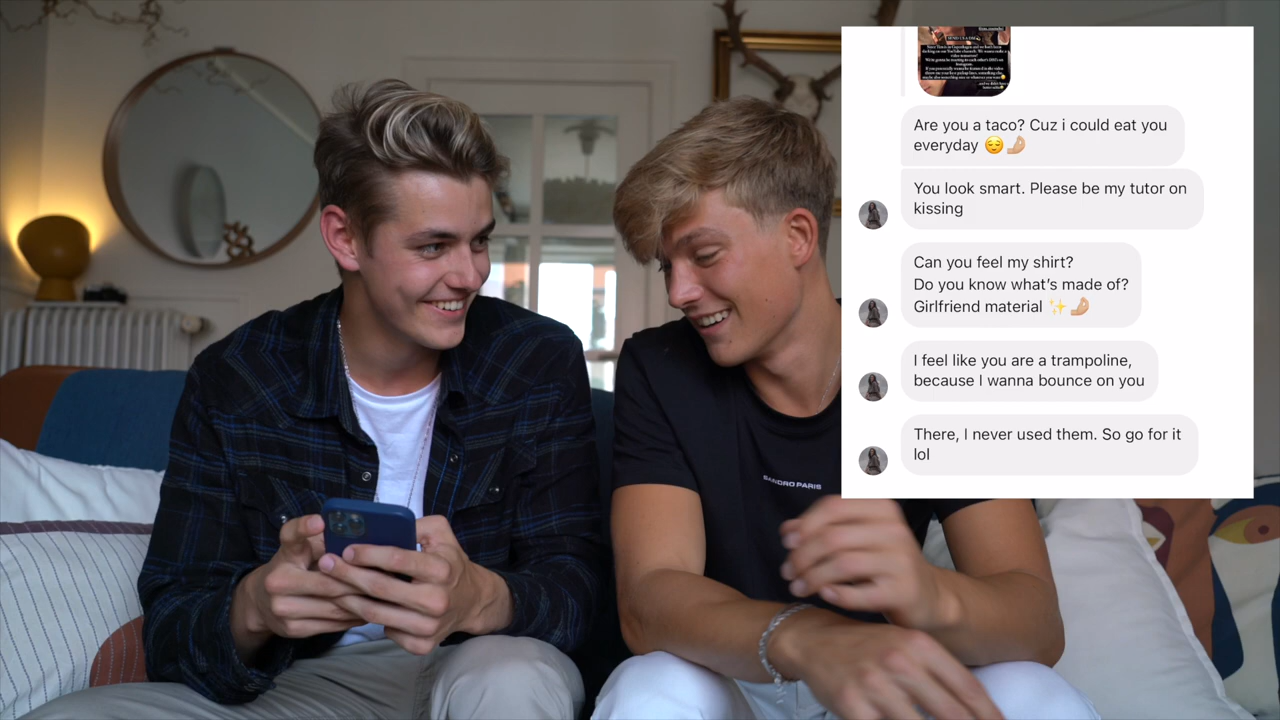 Are you a taco? Cuz i could eat you
everyday 😌🤌🏼
You look smart. Please be my tutor on
kissing
Can you feel my shirt?
Do you know what's made of?
Girlfriend material ✨🤌🏼
I feel like you are a trampoline,
because I wanna bounce on you
There, I never used them. So go for it
lol
SANDRO PARIS